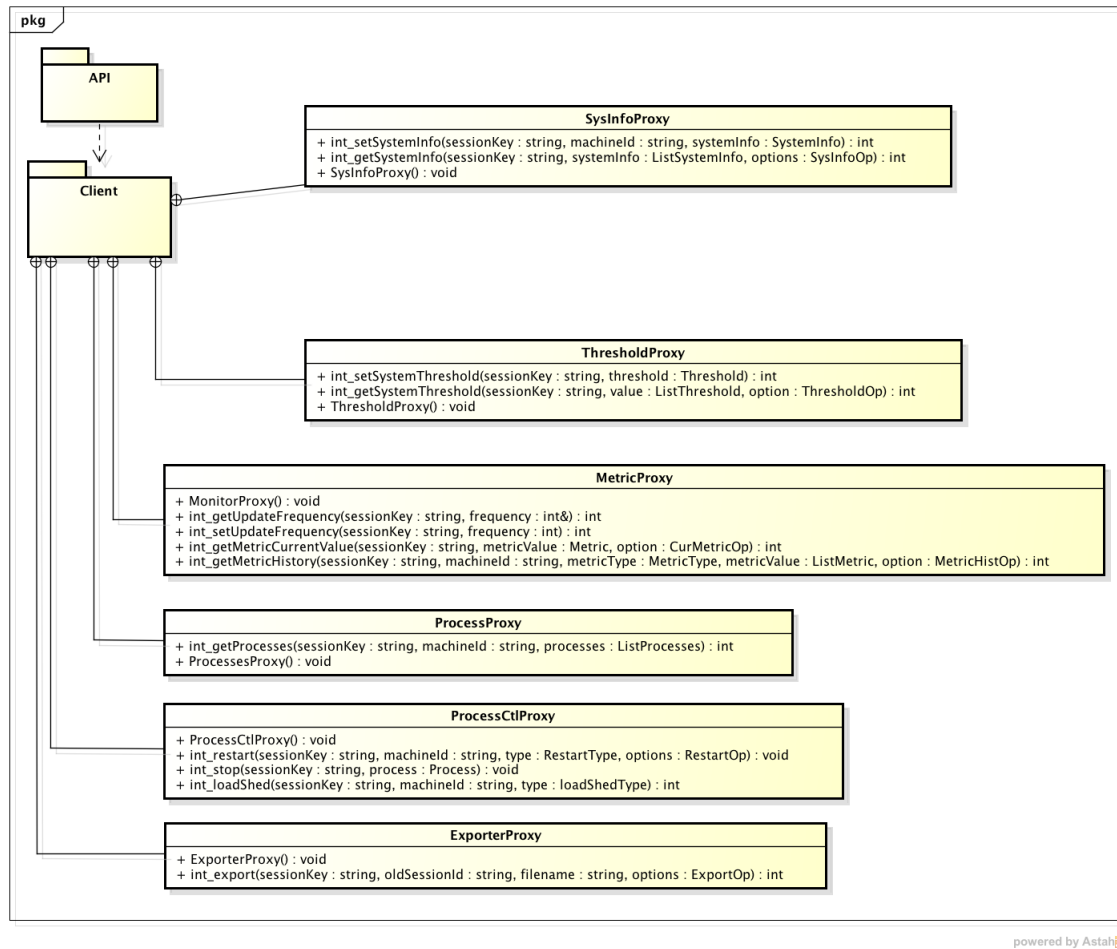 pkg
API
Client
SysInfoProxy
+ int_setSystemInfo(sessionKey : string, machineId : string, systemInfo : SystemInfo) : int
+ int_getSystemInfo(sessionKey : string, systemInfo : ListSystemInfo, options : SysInfoOp) : int
+ SysInfoProxy() : void
ThresholdProxy
+ int_setSystemThreshold(sessionKey : string, threshold : Threshold) : int
+ int_getSystemThreshold(sessionKey : string, value : ListThreshold, option : ThresholdOp) : int
+ ThresholdProxy() : void
MetricProxy
+ MonitorProxy() : void
+ int_getUpdateFrequency(sessionKey : string, frequency : int&) : int
+ int_setUpdateFrequency(sessionKey : string, frequency : int) : int
+ int_getMetricCurrentValue(sessionKey : string, metricValue : Metric, option : CurMetricOp) : int
+ int_getMetricHistory(sessionKey : string, machineId : string, metricType : MetricType, metricValue : ListMetric, option : MetricHistOp) : int
ProcessProxy
+ int_getProcesses(sessionKey : string, machineId : string, processes : ListProcesses) : int
+ ProcessesProxy() : void
ProcessCtlProxy
+ ProcessCtlProxy() : void
+ int_restart(sessionKey : string, machineId : string, type : RestartType, options : RestartOp) : void
+ int_stop(sessionKey : string, process : Process) : void
+ int_loadShed(sessionKey : string, machineId : string, type : loadShedType) : int
ExporterProxy
+ ExporterProxy() : void
+ int_export(sessionKey : string, oldSessionId : string, filename : string, options : ExportOp) : int
powered by Astah